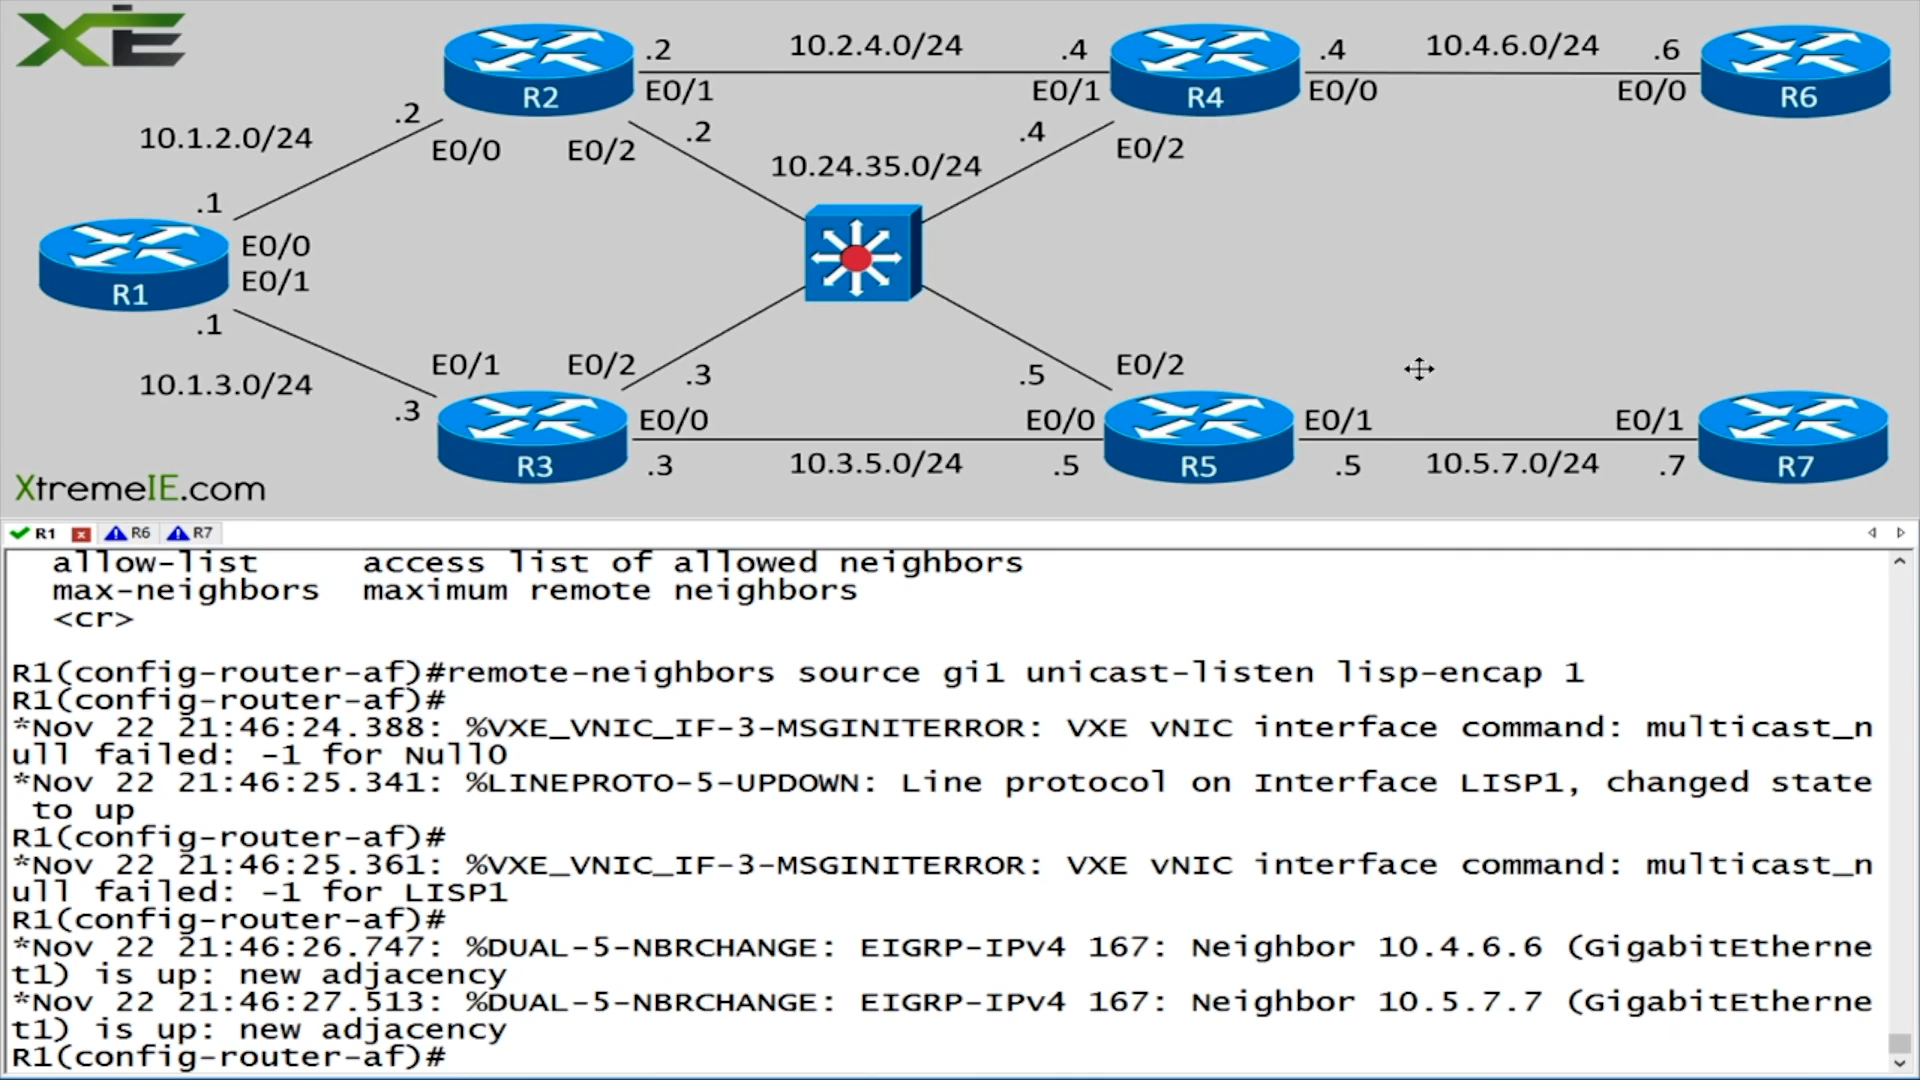 XIE
.2
10.2.4.0/24
.4
.4
10.4.6.0/24
.6
R2
E0/1
E0/1
R4
E0/0
E0/0
R6
.2
10.1.2.0/24
E0/0
E0/2
.2
10.24.35.0/24
.4
E0/2
.1
E0/0
E0/1
R1
.1
10.1.3.0/24
E0/1
E0/2
.3
.5
E0/2
.3
E0/0
E0/0
E0/1
E0/1
R3
.3
10.3.5.0/24
.5
R5
.5
10.5.7.0/24
.7
R7
XtremeIE.com
R1 R6 R7
allow-list access list of allowed neighbors
max-neighbors maximum remote neighbors
<cr>
R1(config-router-af)#remote-neighbors source gi1 unicast-listen lisp-encap 1
R1(config-router-af)#
*Nov 22 21:46:24.388: %VXE_VNIC_IF-3-MSGINITERROR: VXE vNIC interface command: multicast_n
ull failed: -1 for Null0
*Nov 22 21:46:25.341: %LINEPROTO-5-UPDOWN: Line protocol on Interface LISP1, changed state
to up
R1(config-router-af)#
*Nov 22 21:46:25.361: %VXE_VNIC_IF-3-MSGINITERROR: VXE vNIC interface command: multicast_n
ull failed: -1 for LISP1
R1(config-router-af)#
*Nov 22 21:46:26.747: %DUAL-5-NBRCHANGE: EIGRP-IPv4 167: Neighbor 10.4.6.6 (GigabitEtherne
t1) is up: new adjacency
*Nov 22 21:46:27.513: %DUAL-5-NBRCHANGE: EIGRP-IPv4 167: Neighbor 10.5.7.7 (GigabitEtherne
t1) is up: new adjacency
R1(config-router-af)#